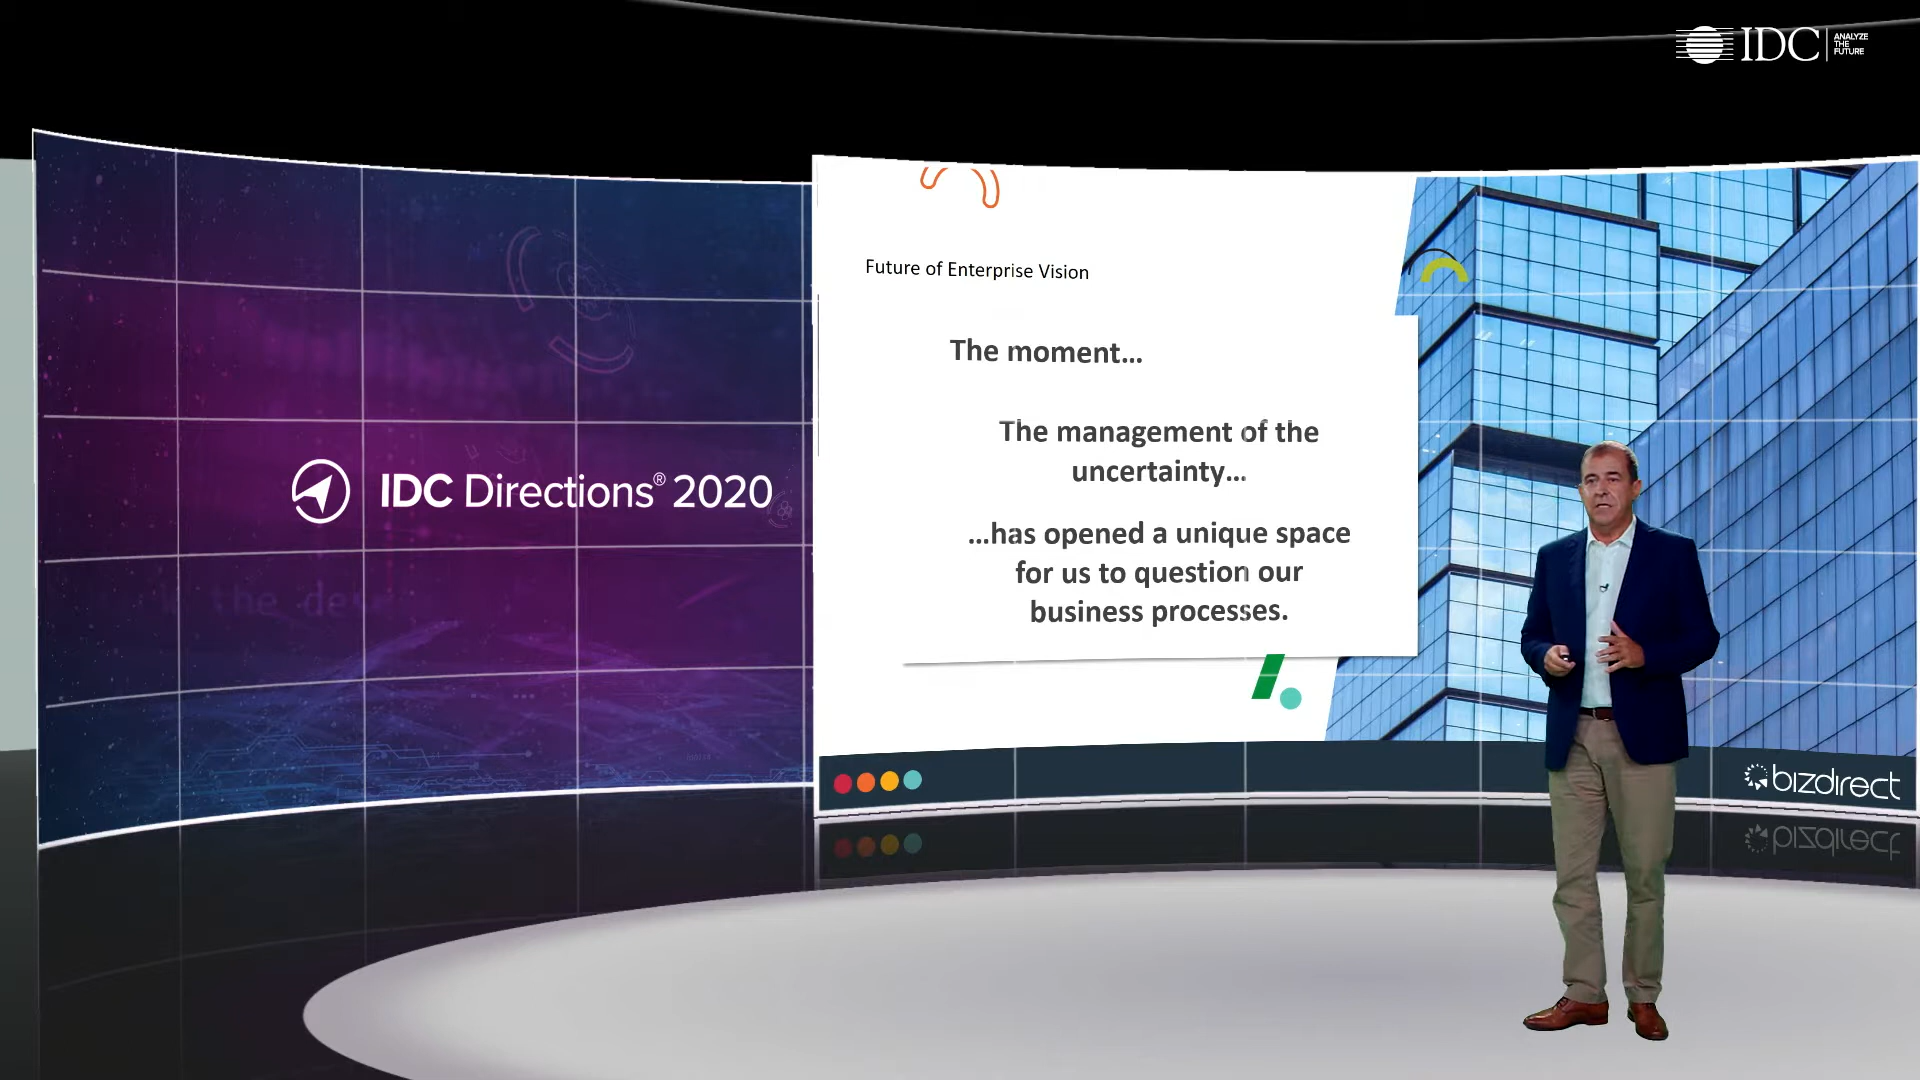 IDC
ANALYZE
THE
FUTURE
IDC Directions® 2020
Future of Enterprise Vision
The moment...
The management of the
uncertainty...
...has opened a unique space
for us to question our
business processes.
bizdirect